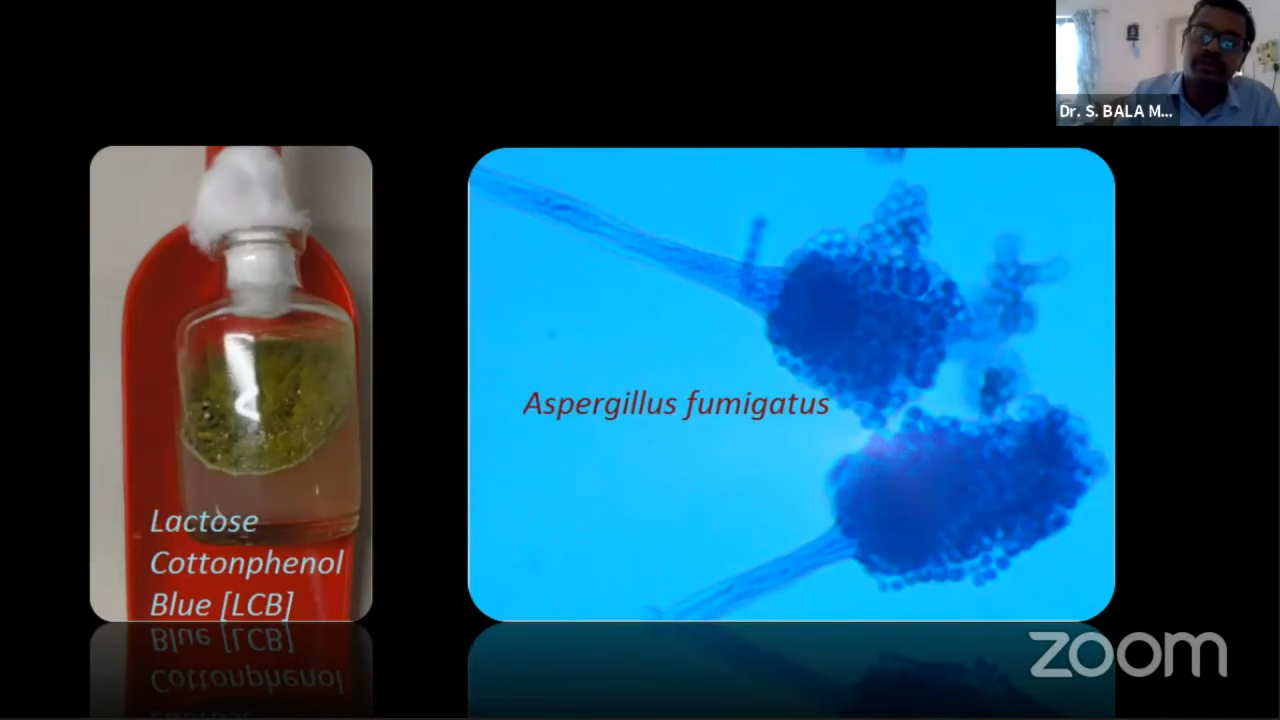 Dr. S. BALA M...
Aspergillus fumigatus
Lactose
Cottonphenol
Blue [LCB]
zoom